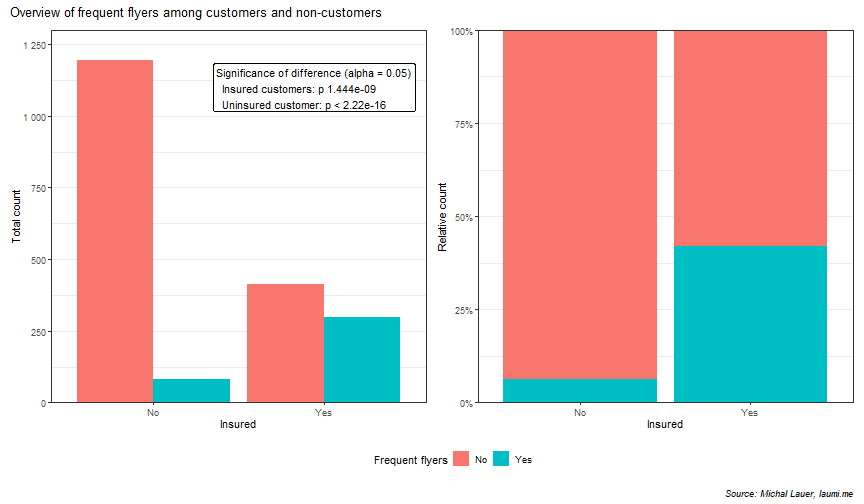 Overview of frequent flyers among customers and non-customers
Total count
1 250
1 000
750
500
250
0
Significance of difference (alpha = 0.05)
Insured customers: p 1.444e-09
Uninsured customer: p < 2.22e-16
No
Yes
Insured
Relative count
100%
75%
50%
25%
0%
No
Yes
Insured
Frequent flyers No Yes
Source: Michal Lauer, laumi.me